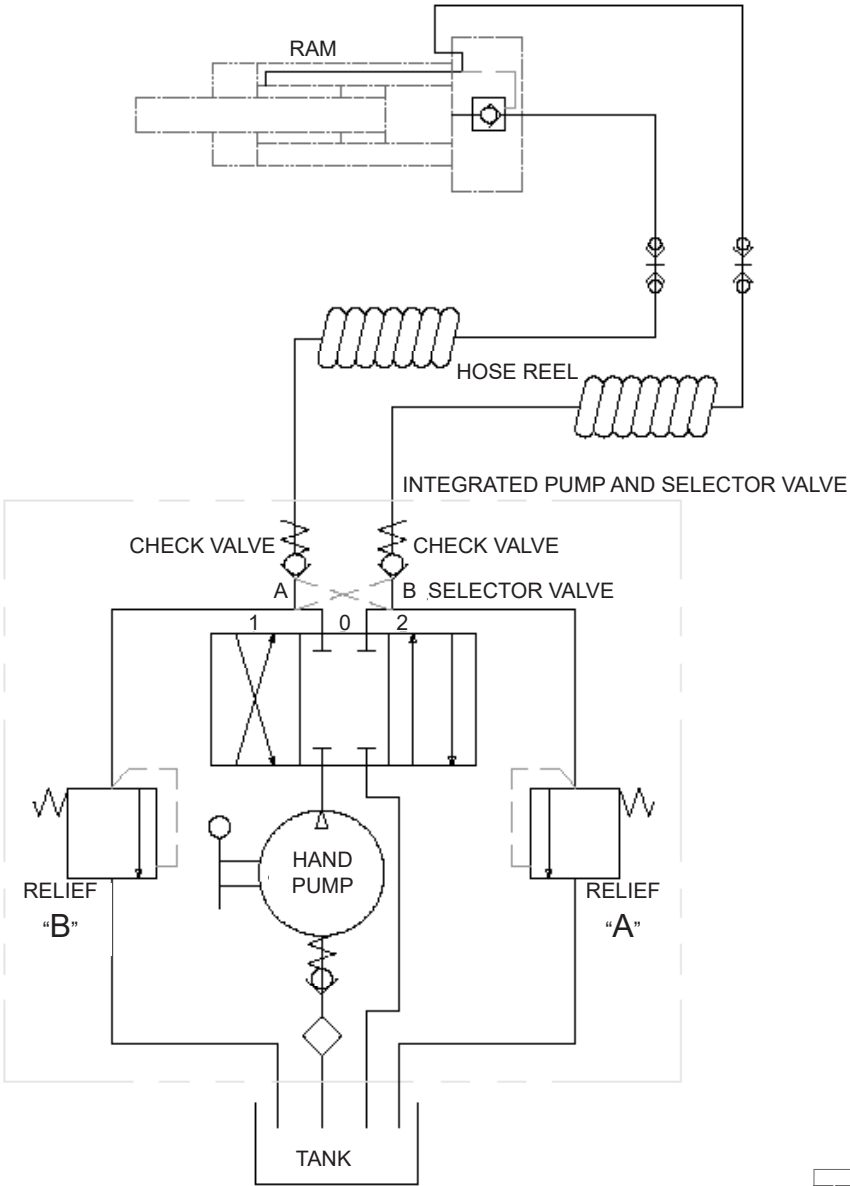 RAM
HOSE REEL
INTEGRATED PUMP AND SELECTOR VALVE
CHECK VALVE
CHECK VALVE
A
B
SELECTOR VALVE
1
0
2
HAND
PUMP
RELIEF
“B”
RELIEF
“A”
TANK